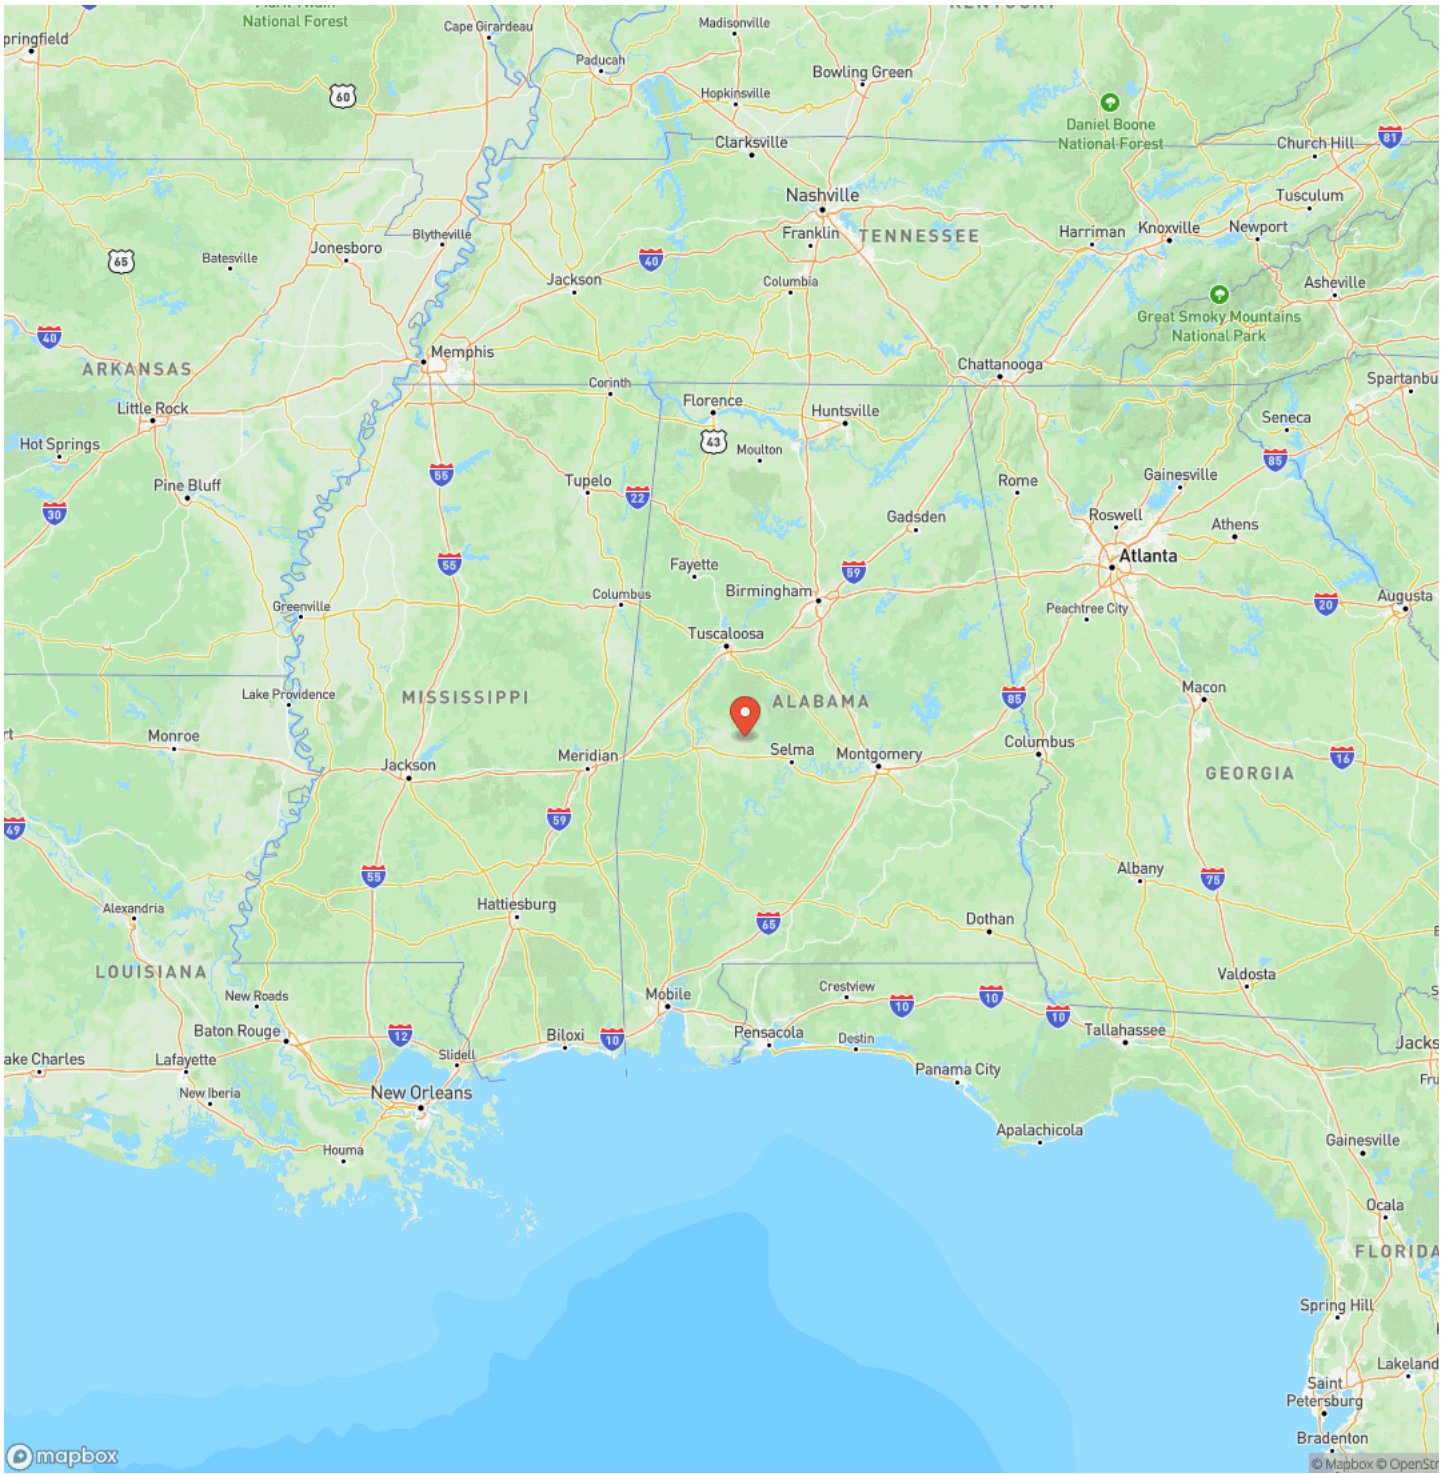 Mark Twain
National Forest
KENTUCKY
Cape Girardeau
Madisonville
pringfield
Paducah
Bowling Green
60
Hopkinsville
Daniel Boone
National Forest
81
Clarksville
Church Hill
Nashville
Tusculum
Franklin
TENNESSEE
Harriman
Knoxville
Newport
Blytheville
Jonesboro
Batesville
65
40
Jackson
Columbia
Asheville
Great Smoky Mountains
National Park
40
Memphis
ARKANSAS
Chattanooga
Spartanbu
Corinth
Little Rock
Florence
Huntsville
Seneca
Hot Springs
43
Moulton
85
55
Tupelo
22
Rome
Gainesville
Pine Bluff
30
Gadsden
Roswell
Athens
Atlanta
55
Fayette
59
Birmingham
Columbus
Greenville
Peachtree City
20
Augusta
Tuscaloosa
Lake Providence
MISSISSIPPI
ALABAMA
85
Macon
rt
Monroe
Meridian
Selma
Montgomery
Columbus
16
Jackson
GEORGIA
49
59
55
Albany
75
Alexandria
Hattiesburg
65
Dothan
E
LOUISIANA
Valdosta
New Roads
Mobile
Crestview
10
10
10
S
Baton Rouge
12
Biloxi
10
Pensacola
Destin
Tallahassee
Jacks
ake Charles
Lafayette
Slidell
Panama City
Fru
New Iberia
New Orleans
Apalachicola
Gainesville
Houma
Ocala
FLORIDA
Spring Hill
Lakeland
Saint
Petersburg
Bradenton
mapbox
© Mapbox © OpenStr